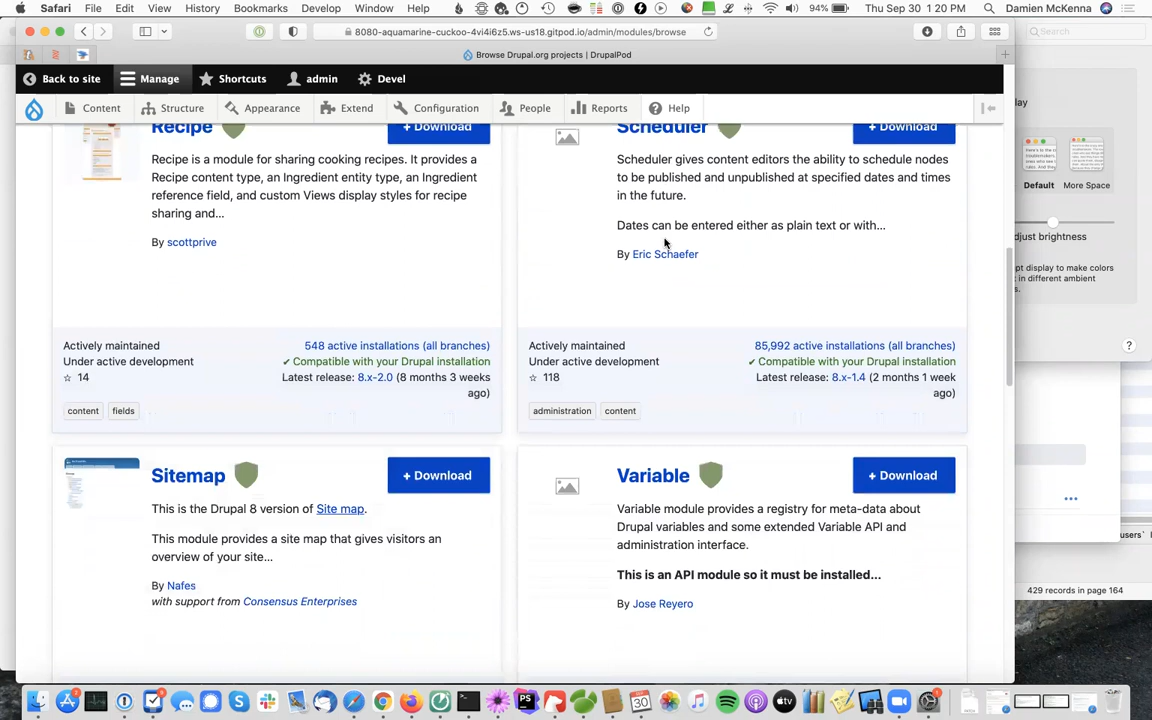 Safari File Edit View History Bookmarks Develop Window Help 94% Thu Sep 30 1:20 PM Damien McKenna
8080-aquamarine-cuckoo-4vi4i6z5.ws-us18.gitpod.io/admin/modules/browse
Search
Browse Drupal.org projects | DrupalPod
Back to site Manage Shortcuts admin Devel
Content Structure Appearance Extend Configuration People Reports Help
Recipe
+ Download
Recipe is a module for sharing cooking recipes. It provides a
Recipe content type, an Ingredient entity type, an Ingredient
reference field, and custom Views display styles for recipe
sharing and...
By scottprive
Actively maintained
548 active installations (all branches)
Under active development
✔ Compatible with your Drupal installation
☆ 14
Latest release: 8.x-2.0 (8 months 3 weeks
ago)
content fields
Scheduler
+ Download
Scheduler gives content editors the ability to schedule nodes
to be published and unpublished at specified dates and times
in the future.
Dates can be entered either as plain text or with...
By Eric Schaefer
Actively maintained
85,992 active installations (all branches)
Under active development
✔ Compatible with your Drupal installation
☆ 118
Latest release: 8.x-1.4 (2 months 1 week
ago)
administration content
Sitemap
+ Download
This is the Drupal 8 version of Site map.
This module provides a site map that gives visitors an
overview of your site...
By Nafes
with support from Consensus Enterprises
Variable
+ Download
Variable module provides a registry for meta-data about
Drupal variables and some extended Variable API and
administration interface.
This is an API module so it must be installed...
By Jose Reyero
lay
Default More Space
djust brightness
pt display to make colors
t in different ambient
s.
?
users`
429 records in page 164